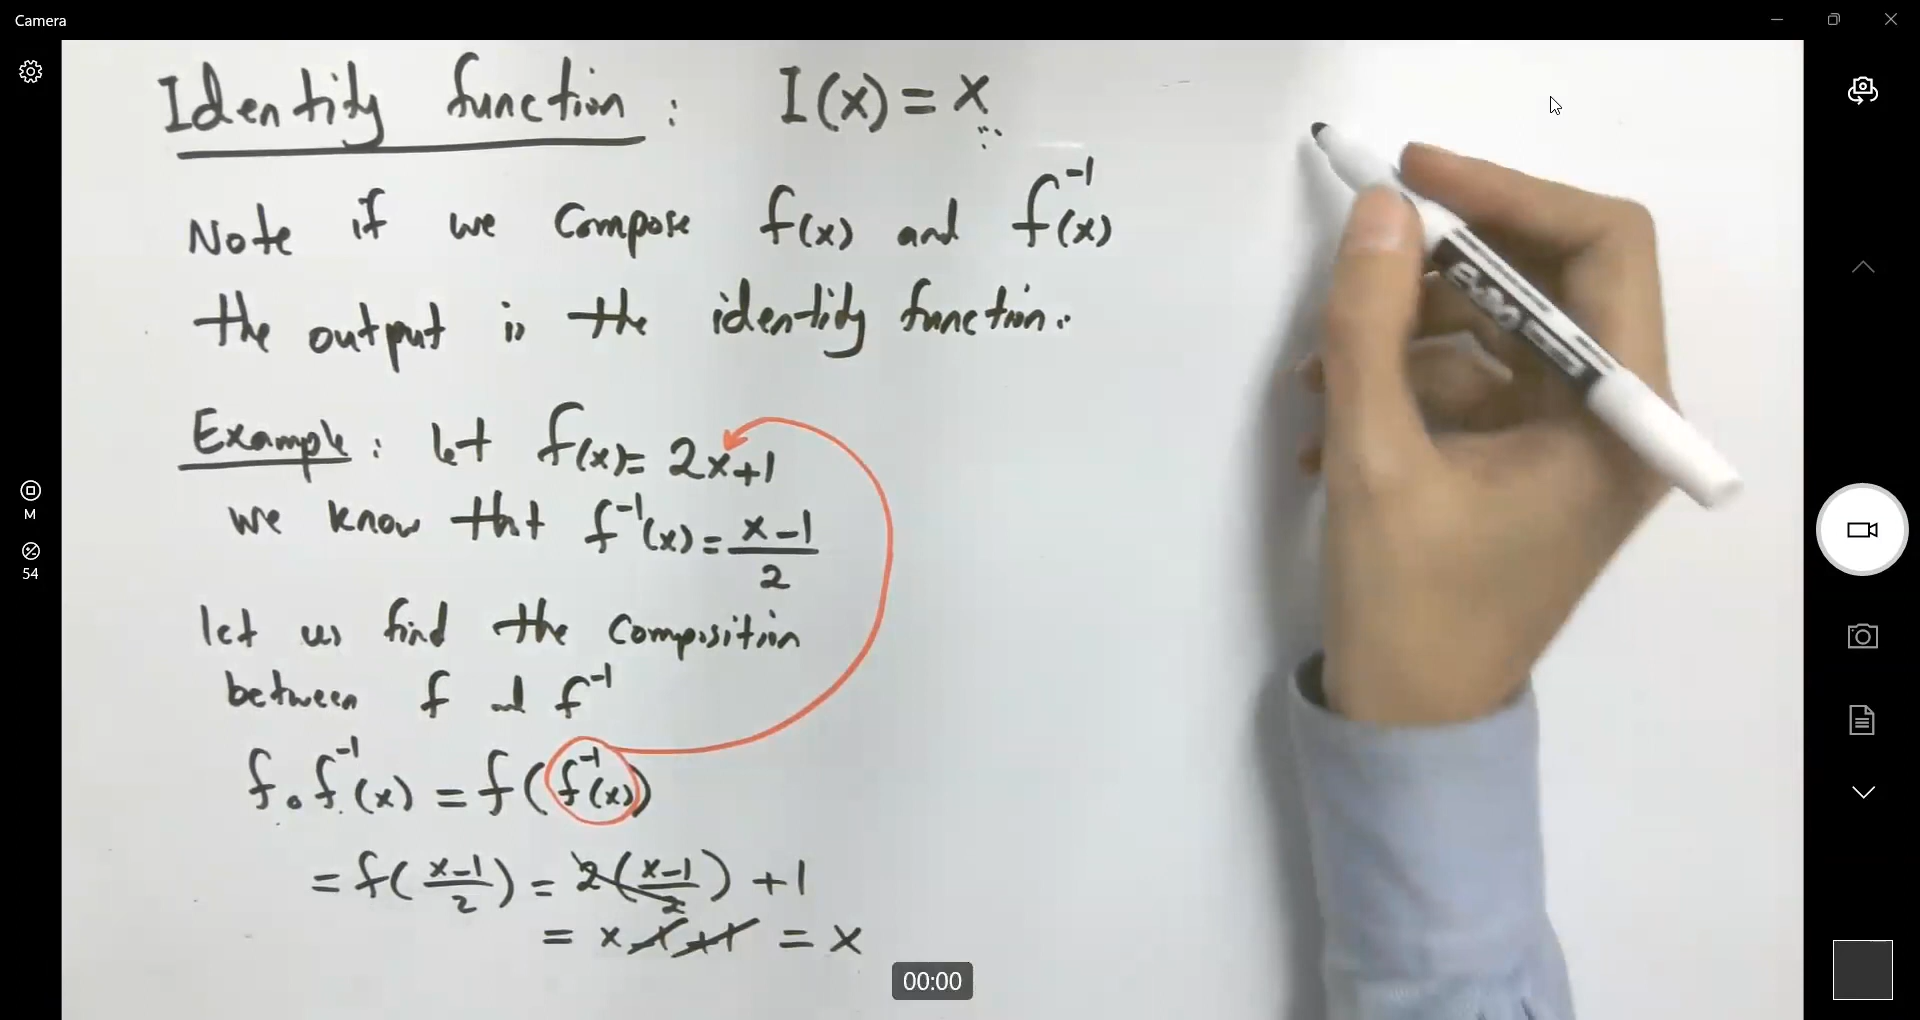 Camera
Identity function : I(x) = x
Note if we compose f(x) and f⁻¹(x)
the output is the identity function.
Example : let f(x) = 2x+1
we know that f⁻¹(x) = (x-1)/2
let us find the composition
between f and f⁻¹
f∘f⁻¹(x) = f(f⁻¹(x))
= f((x-1)/2) = 2((x-1)/2) + 1
= x -1 +1 = x
EXPO
M
54
00:00